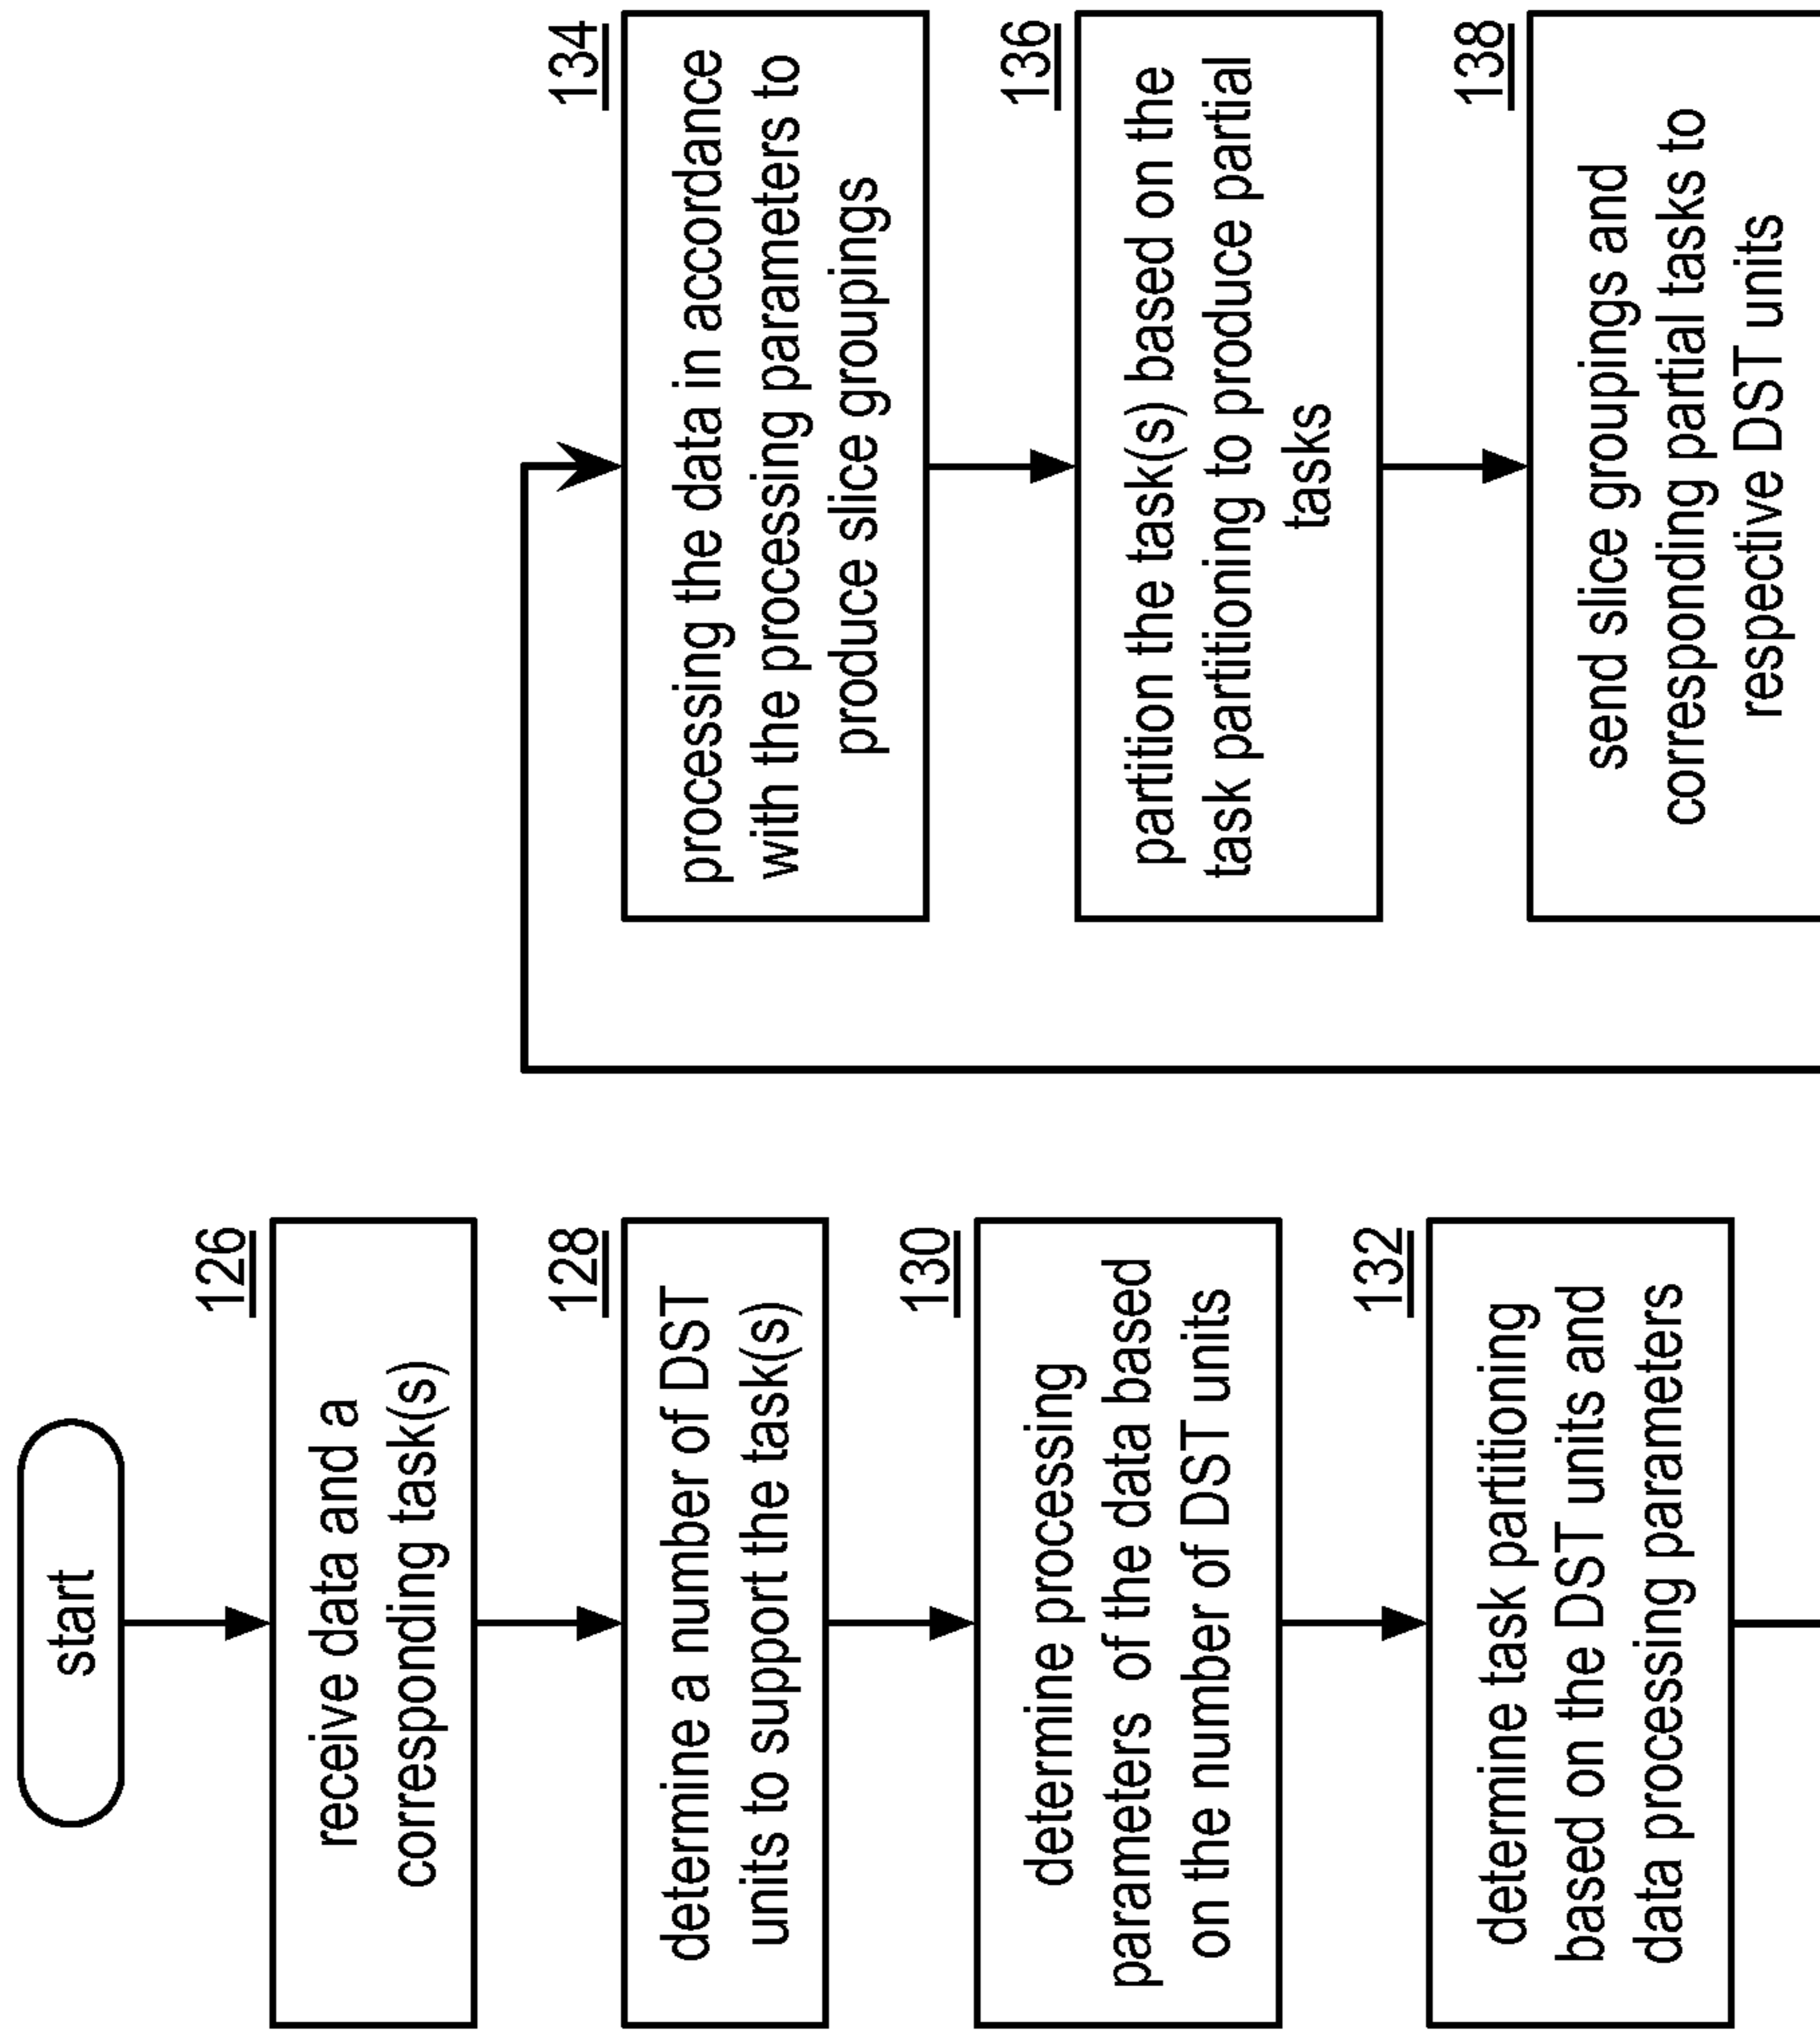 start
126
receive data and a
corresponding task(s)
128
determine a number of DST
units to support the task(s)
130
determine processing
parameters of the data based
on the number of DST units
132
determine task partitioning
based on the DST units and
data processing parameters
134
processing the data in accordance
with the processing parameters to
produce slice groupings
136
partition the task(s) based on the
task partitioning to produce partial
tasks
138
send slice groupings and
corresponding partial tasks to
respective DST units